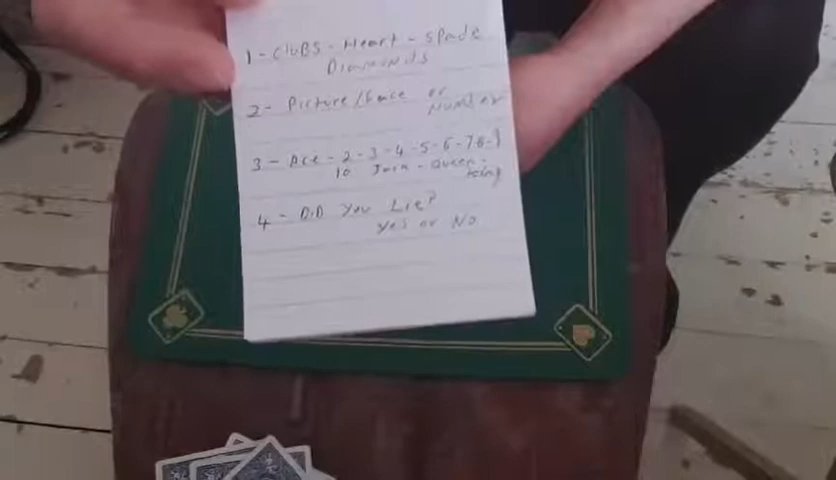 1 - CluBS - Heart - Spade
Diamonds
2 - Picture/Face or
Number
3 - Ace - 2 - 3 - 4 - 5 - 6 - 7 8 - 9
10 Jack - Queen -
King
4 - DiD You Lie?
yes or No